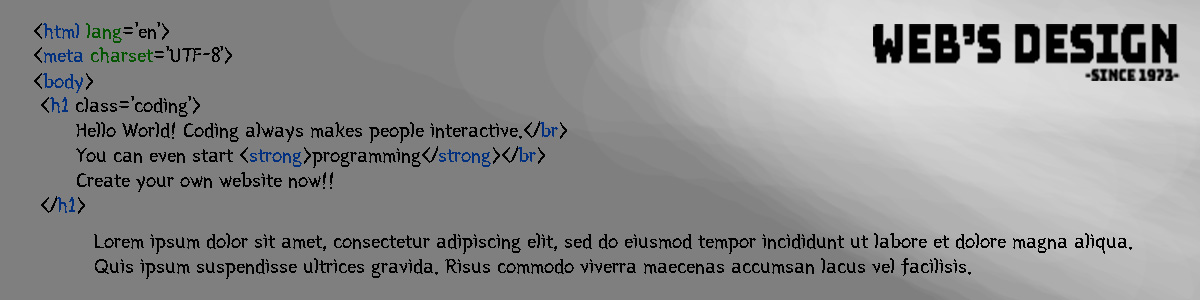 <html lang='en'>
<meta charset='UTF-8'>
<body>
<h1 class='coding'>
Hello World! Coding always makes people interactive.</br>
You can even start <strong>programming</strong></br>
Create your own website now!!
</h1>
Lorem ipsum dolor sit amet, consectetur adipiscing elit, sed do eiusmod tempor incididunt ut labore et dolore magna aliqua.
Quis ipsum suspendisse ultrices gravida. Risus commodo viverra maecenas accumsan lacus vel facilisis.
WEB'S DESIGN
-SINCE 1973-